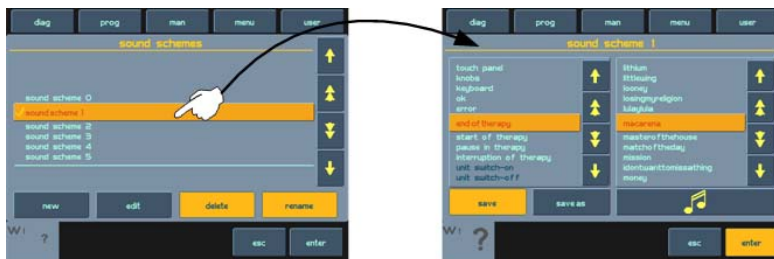 diag prog man menu user
sound schemes
sound scheme 0
sound scheme 1
sound scheme 2
sound scheme 3
sound scheme 4
sound scheme 5
new edit delete rename
W 1
?
esc enter
diag prog man menu user
sound scheme 1
touch panel
knobs
keyboard
ok
error
end of therapy
start of therapy
pause in therapy
interruption of therapy
unit switch-on
unit switch-off
lithium
littlewing
looney
losingmyreligion
lulaylula
macarena
masterofthehouse
matchoftheday
mission
idontwanttomissathing
money
save save as
W 1
?
esc enter